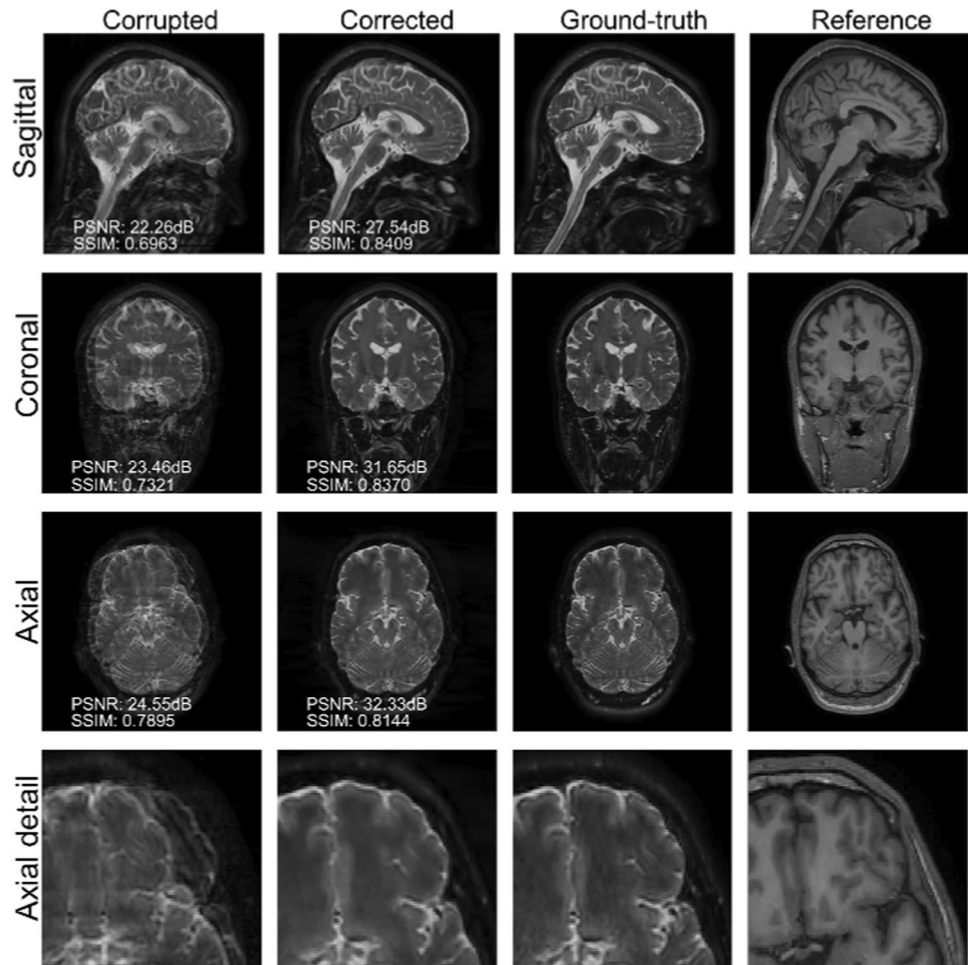 Corrupted Corrected Ground-truth Reference
Sagittal
PSNR: 22.26dB PSNR: 27.54dB
SSIM: 0.6963 SSIM: 0.8409
Coronal
PSNR: 23.46dB PSNR: 31.65dB
SSIM: 0.7321 SSIM: 0.8370
Axial
PSNR: 24.55dB PSNR: 32.33dB
SSIM: 0.7895 SSIM: 0.8144
Axial detail